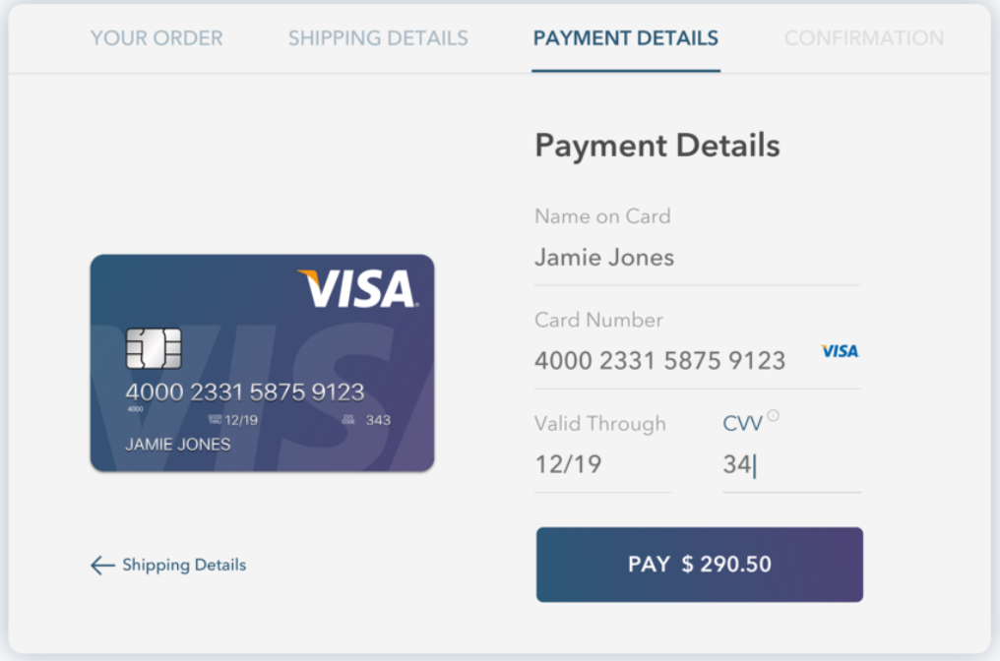 YOUR ORDER SHIPPING DETAILS PAYMENT DETAILS CONFIRMATION
Payment Details
Name on Card
Jamie Jones
Card Number
4000 2331 5875 9123 VISA
Valid Through CVV
12/19 34
PAY $ 290.50
VISA
4000 2331 5875 9123
4000
12/19 343
JAMIE JONES
Shipping Details